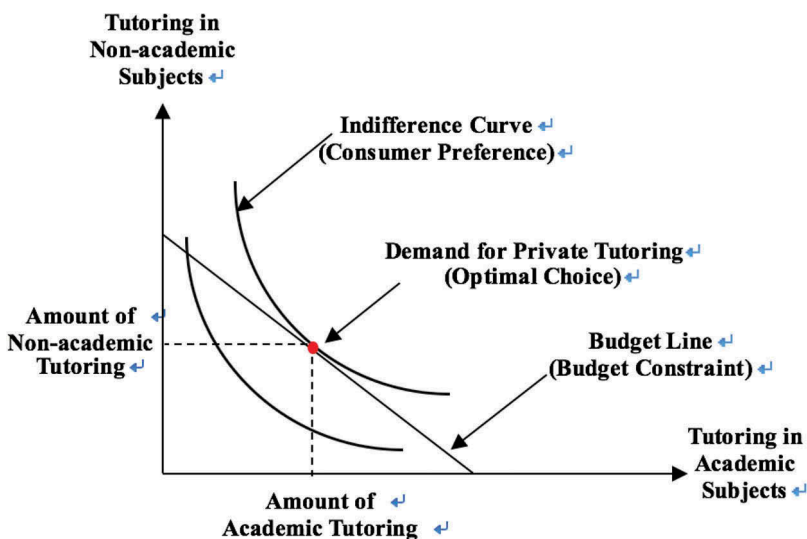 Tutoring in
Non-academic
Subjects ↵
Indifference Curve ↵
(Consumer Preference) ↵
Demand for Private Tutoring ↵
(Optimal Choice) ↵
Amount of ↵
Non-academic
Tutoring ↵
Budget Line ↵
(Budget Constraint) ↵
Tutoring in
Academic ↵
Subjects ↵
Amount of ↵
Academic Tutoring ↵